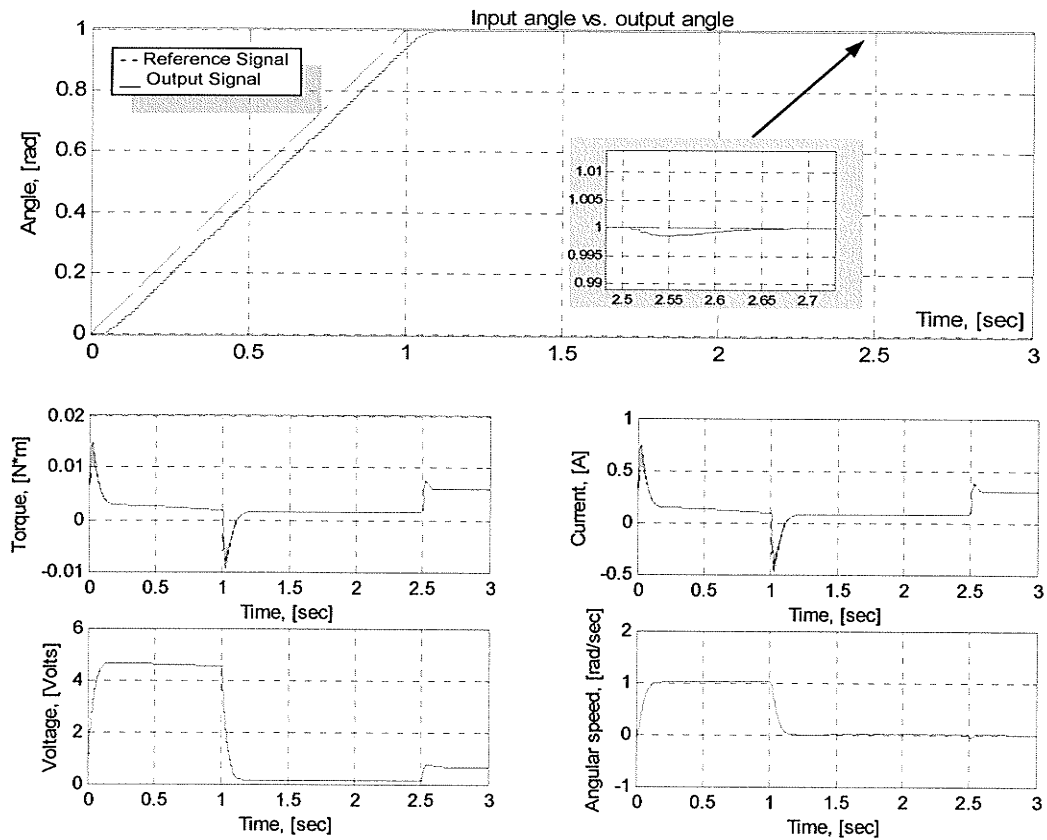 Input angle vs. output angle
1
0.8
0.6
0.4
0.2
0
Angle, [rad]
Reference Signal
Output Signal
1.01
1.005
1
0.995
0.99
2.5 2.55 2.6 2.65 2.7
Time, [sec]
0 0.5 1 1.5 2 2.5 3
0.02
0.01
0
-0.01
Torque, [N*m]
0 0.5 1 1.5 2 2.5 3
Time, [sec]
1
0.5
0
-0.5
Current, [A]
0 0.5 1 1.5 2 2.5 3
Time, [sec]
6
4
2
0
Voltage, [Volts]
0 0.5 1 1.5 2 2.5 3
Time, [sec]
2
1
0
-1
Angular speed, [rad/sec]
0 0.5 1 1.5 2 2.5 3
Time, [sec]